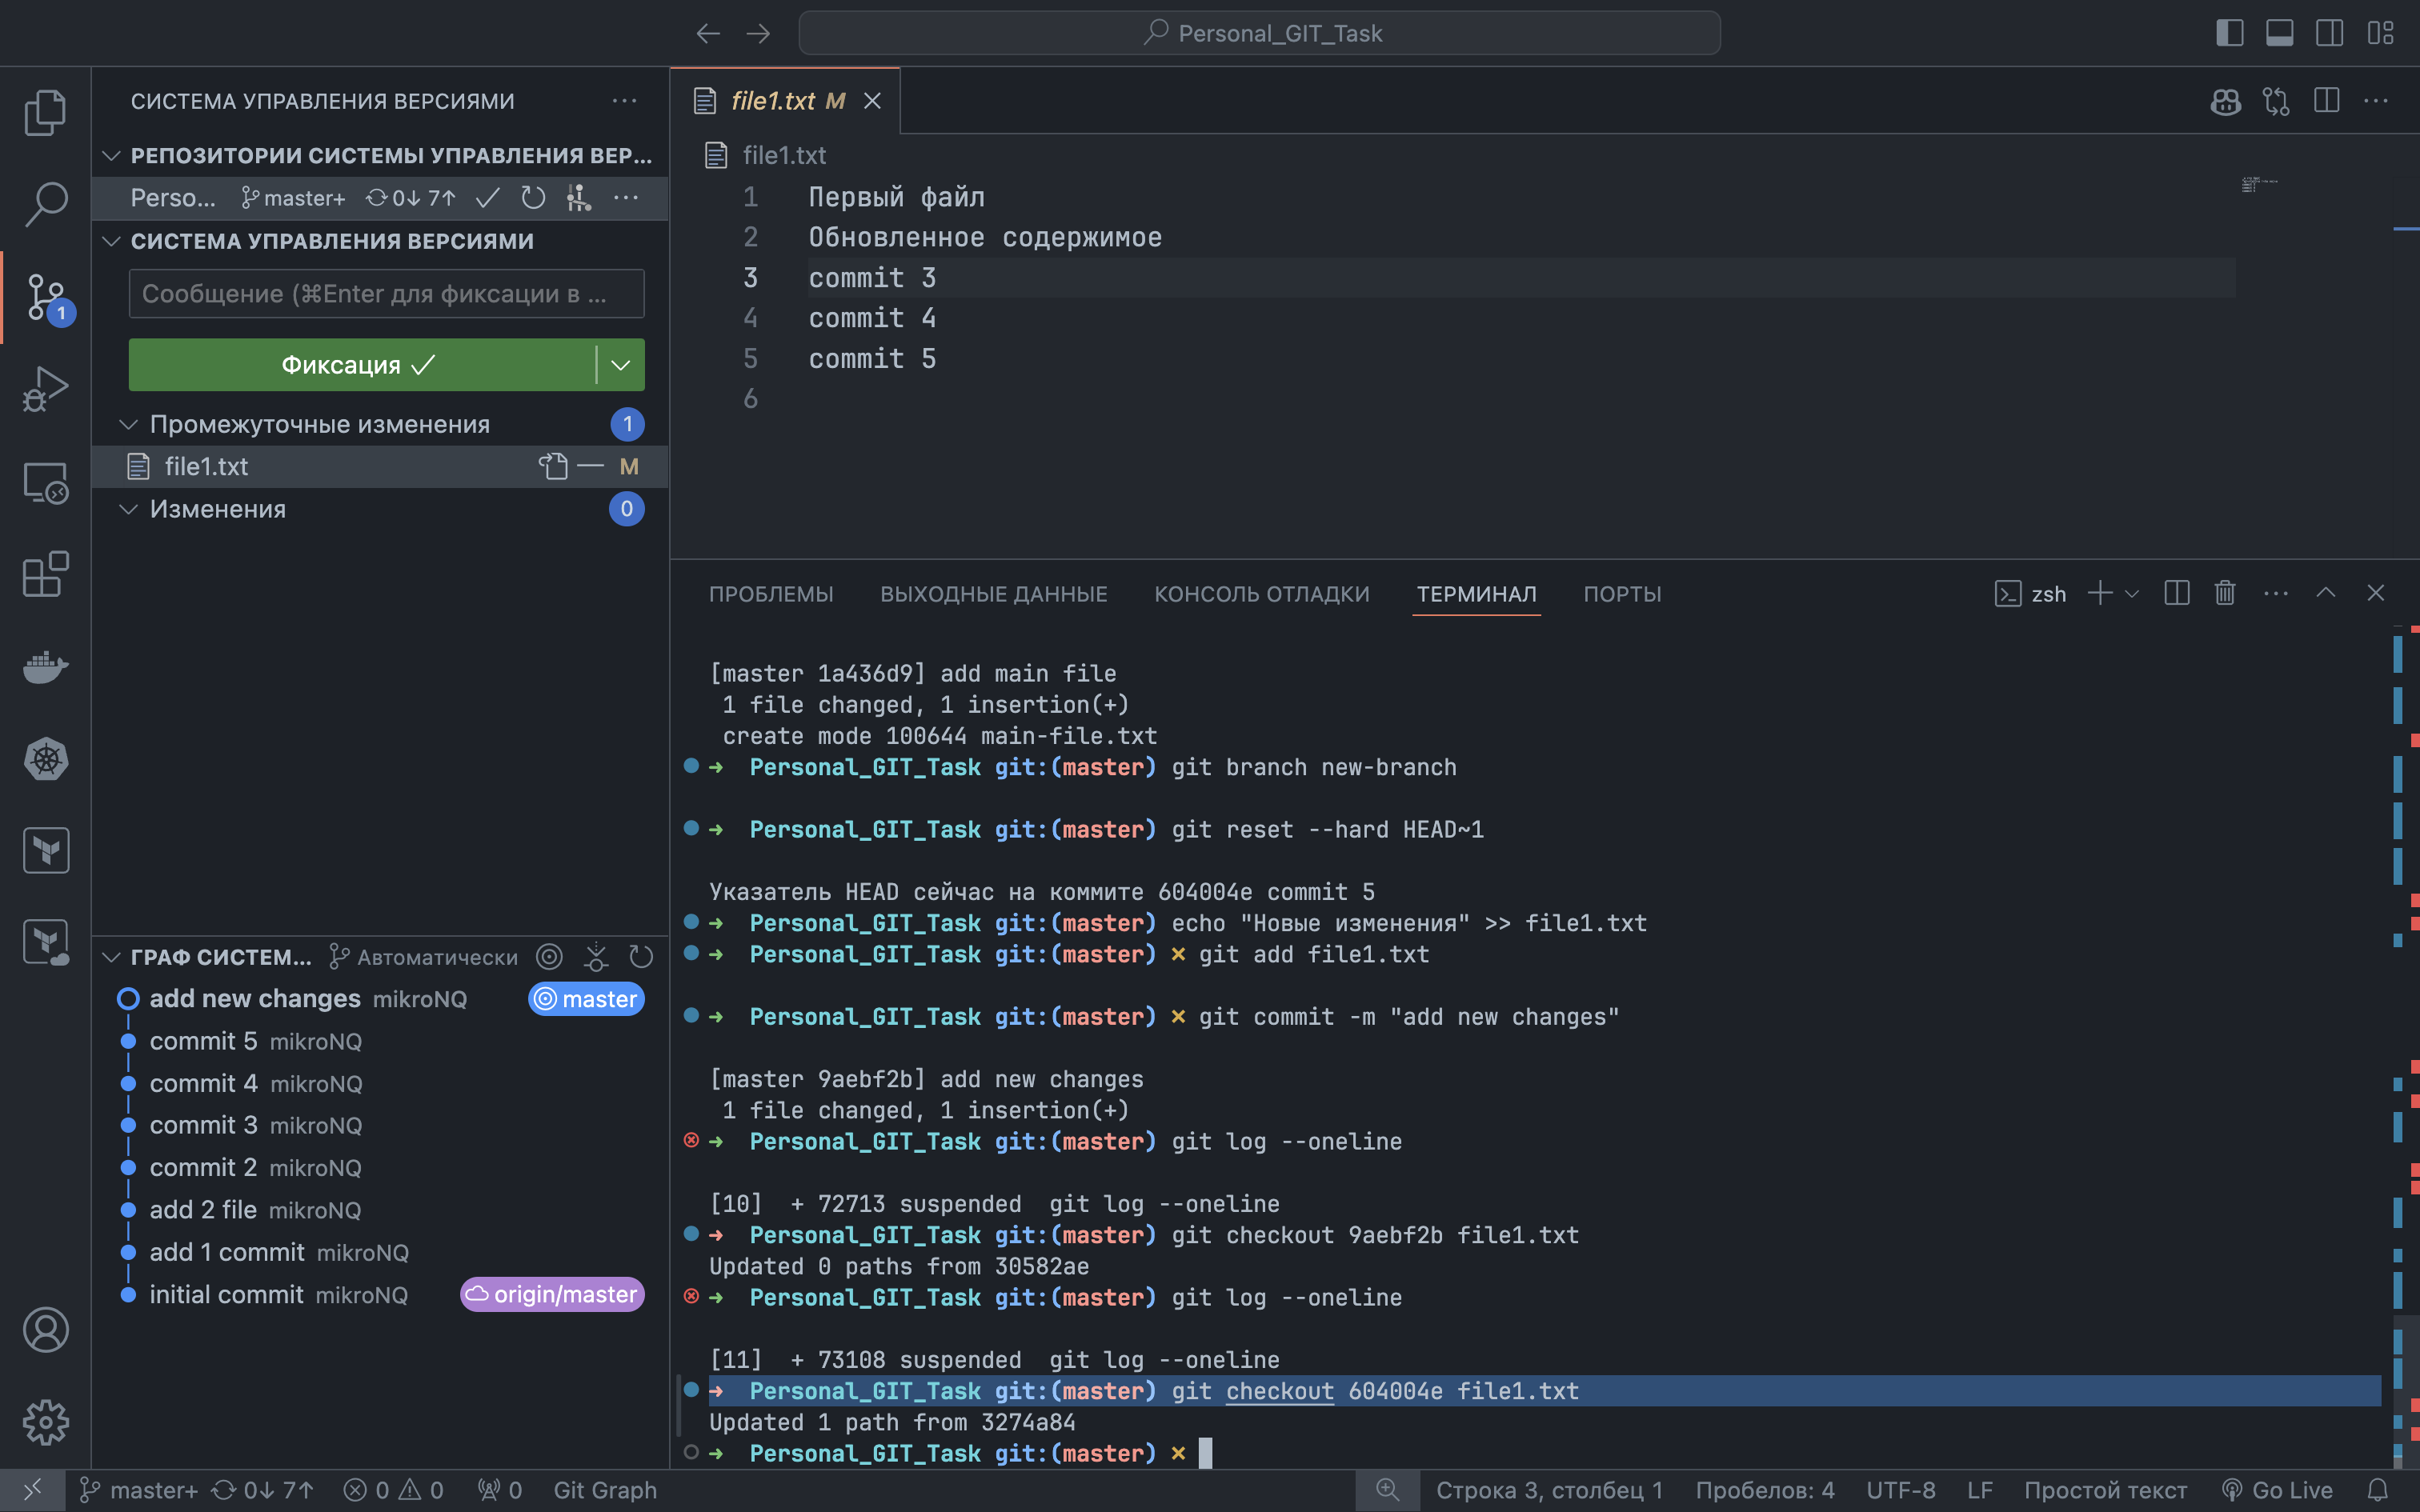 Personal_GIT_Task
СИСТЕМА УПРАВЛЕНИЯ ВЕРСИЯМИ
РЕПОЗИТОРИИ СИСТЕМЫ УПРАВЛЕНИЯ ВЕР...
Perso... master+ 0↓ 7↑
СИСТЕМА УПРАВЛЕНИЯ ВЕРСИЯМИ
Сообщение (⌘Enter для фиксации в ...
Фиксация
Промежуточные изменения 1
file1.txt M
Изменения 0
1
ГРАФ СИСТЕМ... Автоматически
add new changes mikroNQ master
commit 5 mikroNQ
commit 4 mikroNQ
commit 3 mikroNQ
commit 2 mikroNQ
add 2 file mikroNQ
add 1 commit mikroNQ
initial commit mikroNQ origin/master
file1.txt M
file1.txt
1 Первый файл
2 Обновленное содержимое
3 commit 3
4 commit 4
5 commit 5
6
ПРОБЛЕМЫ ВЫХОДНЫЕ ДАННЫЕ КОНСОЛЬ ОТЛАДКИ ТЕРМИНАЛ ПОРТЫ zsh
[master 1a436d9] add main file
1 file changed, 1 insertion(+)
create mode 100644 main-file.txt
➜ Personal_GIT_Task git:(master) git branch new-branch
➜ Personal_GIT_Task git:(master) git reset --hard HEAD~1
Указатель HEAD сейчас на коммите 604004e commit 5
➜ Personal_GIT_Task git:(master) echo "Новые изменения" >> file1.txt
➜ Personal_GIT_Task git:(master) ✗ git add file1.txt
➜ Personal_GIT_Task git:(master) ✗ git commit -m "add new changes"
[master 9aebf2b] add new changes
1 file changed, 1 insertion(+)
➜ Personal_GIT_Task git:(master) git log --oneline
[10] + 72713 suspended git log --oneline
➜ Personal_GIT_Task git:(master) git checkout 9aebf2b file1.txt
Updated 0 paths from 30582ae
➜ Personal_GIT_Task git:(master) git log --oneline
[11] + 73108 suspended git log --oneline
➜ Personal_GIT_Task git:(master) git checkout 604004e file1.txt
Updated 1 path from 3274a84
➜ Personal_GIT_Task git:(master) ✗
master+ 0↓ 7↑ 0 0 0 Git Graph Строка 3, столбец 1 Пробелов: 4 UTF-8 LF Простой текст Go Live